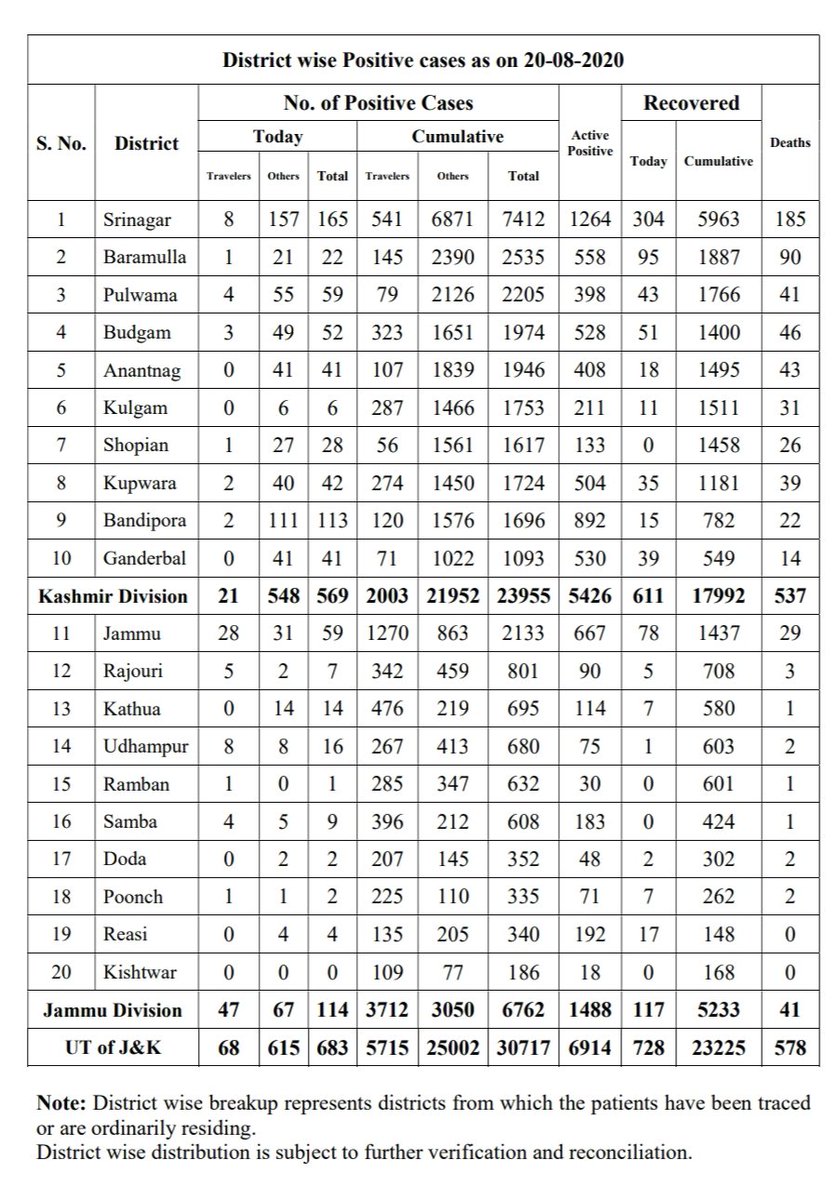 District wise Positive cases as on 20-08-2020
S. No. District No. of Positive Cases Active Positive Recovered Deaths
Today Cumulative Today Cumulative
Travelers Others Total Travelers Others Total
1 Srinagar 8 157 165 541 6871 7412 1264 304 5963 185
2 Baramulla 1 21 22 145 2390 2535 558 95 1887 90
3 Pulwama 4 55 59 79 2126 2205 398 43 1766 41
4 Budgam 3 49 52 323 1651 1974 528 51 1400 46
5 Anantnag 0 41 41 107 1839 1946 408 18 1495 43
6 Kulgam 0 6 6 287 1466 1753 211 11 1511 31
7 Shopian 1 27 28 56 1561 1617 133 0 1458 26
8 Kupwara 2 40 42 274 1450 1724 504 35 1181 39
9 Bandipora 2 111 113 120 1576 1696 892 15 782 22
10 Ganderbal 0 41 41 71 1022 1093 530 39 549 14
Kashmir Division 21 548 569 2003 21952 23955 5426 611 17992 537
11 Jammu 28 31 59 1270 863 2133 667 78 1437 29
12 Rajouri 5 2 7 342 459 801 90 5 708 3
13 Kathua 0 14 14 476 219 695 114 7 580 1
14 Udhampur 8 8 16 267 413 680 75 1 603 2
15 Ramban 1 0 1 285 347 632 30 0 601 1
16 Samba 4 5 9 396 212 608 183 0 424 1
17 Doda 0 2 2 207 145 352 48 2 302 2
18 Poonch 1 1 2 225 110 335 71 7 262 2
19 Reasi 0 4 4 135 205 340 192 17 148 0
20 Kishtwar 0 0 0 109 77 186 18 0 168 0
Jammu Division 47 67 114 3712 3050 6762 1488 117 5233 41
UT of J&K 68 615 683 5715 25002 30717 6914 728 23225 578
Note: District wise breakup represents districts from which the patients have been traced
or are ordinarily residing.
District wise distribution is subject to further verification and reconciliation.